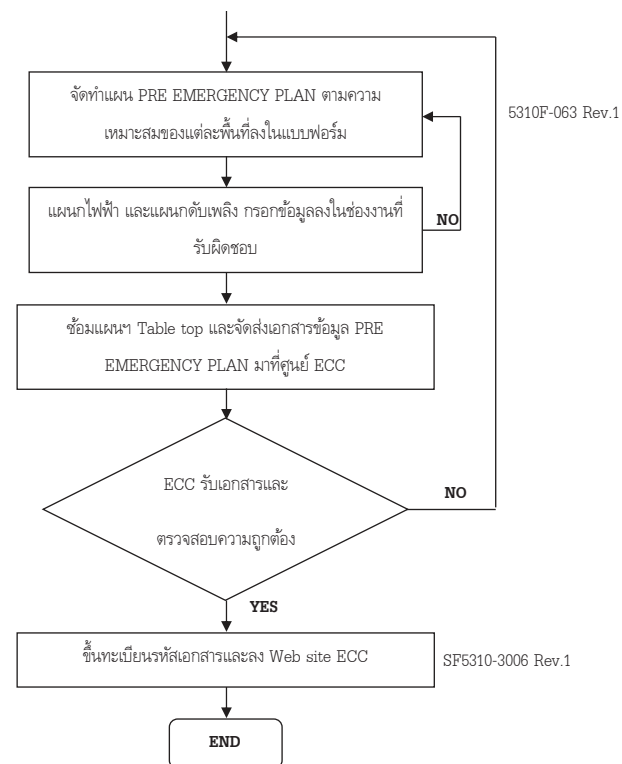 จัดทำแผน PRE EMERGENCY PLAN ตามความ
เหมาะสมของแต่ละพื้นที่ลงในแบบฟอร์ม
5310F-063 Rev.1
แผนกไฟฟ้า และแผนกดับเพลิง กรอกข้อมูลลงในช่องงานที่
รับผิดชอบ
NO
ซ้อมแผนฯ Table top และจัดส่งเอกสารข้อมูล PRE
EMERGENCY PLAN มาที่ศูนย์ ECC
ECC รับเอกสารและ
ตรวจสอบความถูกต้อง
NO
YES
ขึ้นทะเบียนรหัสเอกสารและลง Web site ECC
SF5310-3006 Rev.1
END